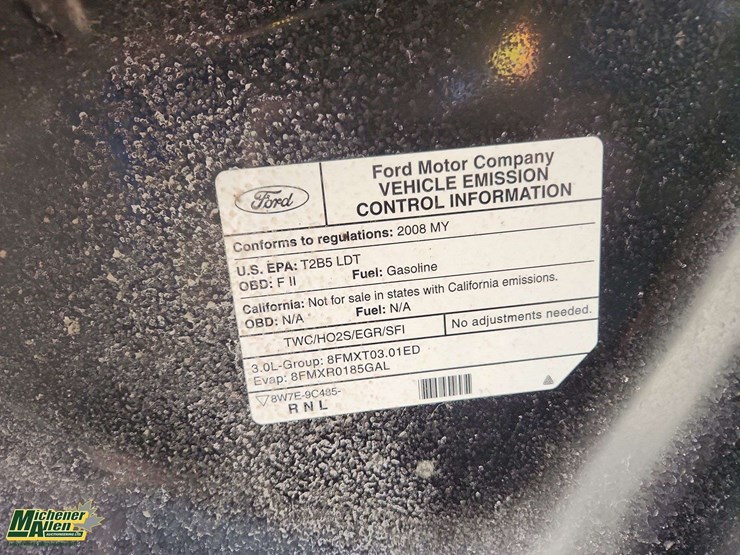 Ford
Ford Motor Company
VEHICLE EMISSION
CONTROL INFORMATION
Conforms to regulations: 2008 MY
U.S. EPA: T2B5 LDT
OBD: F II Fuel: Gasoline
California: Not for sale in states with California emissions.
OBD: N/A Fuel: N/A
TWC/HO2S/EGR/SFI No adjustments needed.
3.0L-Group: 8FMXT03.01ED
Evap: 8FMXR0185GAL
8W7E-9C485-
R N L
Michener
Allen
AUCTIONEERING LTD.